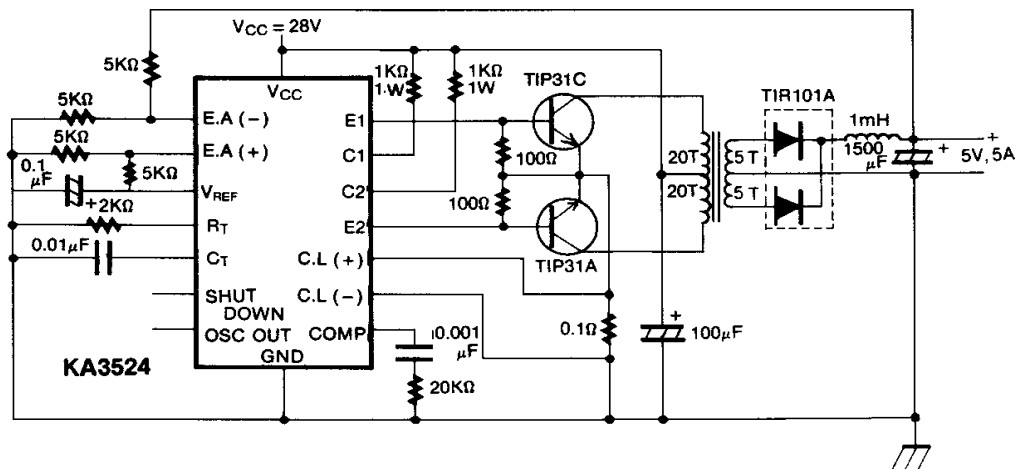 VCC = 28V
5KΩ
1KΩ
1W
1KΩ
1W
TIP31C
TIR101A
VCC
5KΩ
E.A (-)
E1
1mH
5KΩ
E.A (+)
C1
100Ω
20T
5 T
1500
μF
+
+
5V, 5A
0.1
μF
5KΩ
VREF
C2
20T
5 T
+2KΩ
RT
100Ω
E2
0.01μF
CT
C.L (+)
TIP31A
SHUT
DOWN
C.L (-)
OSC OUT
COMP
0.001
μF
0.1Ω
+
100μF
KA3524
GND
20KΩ